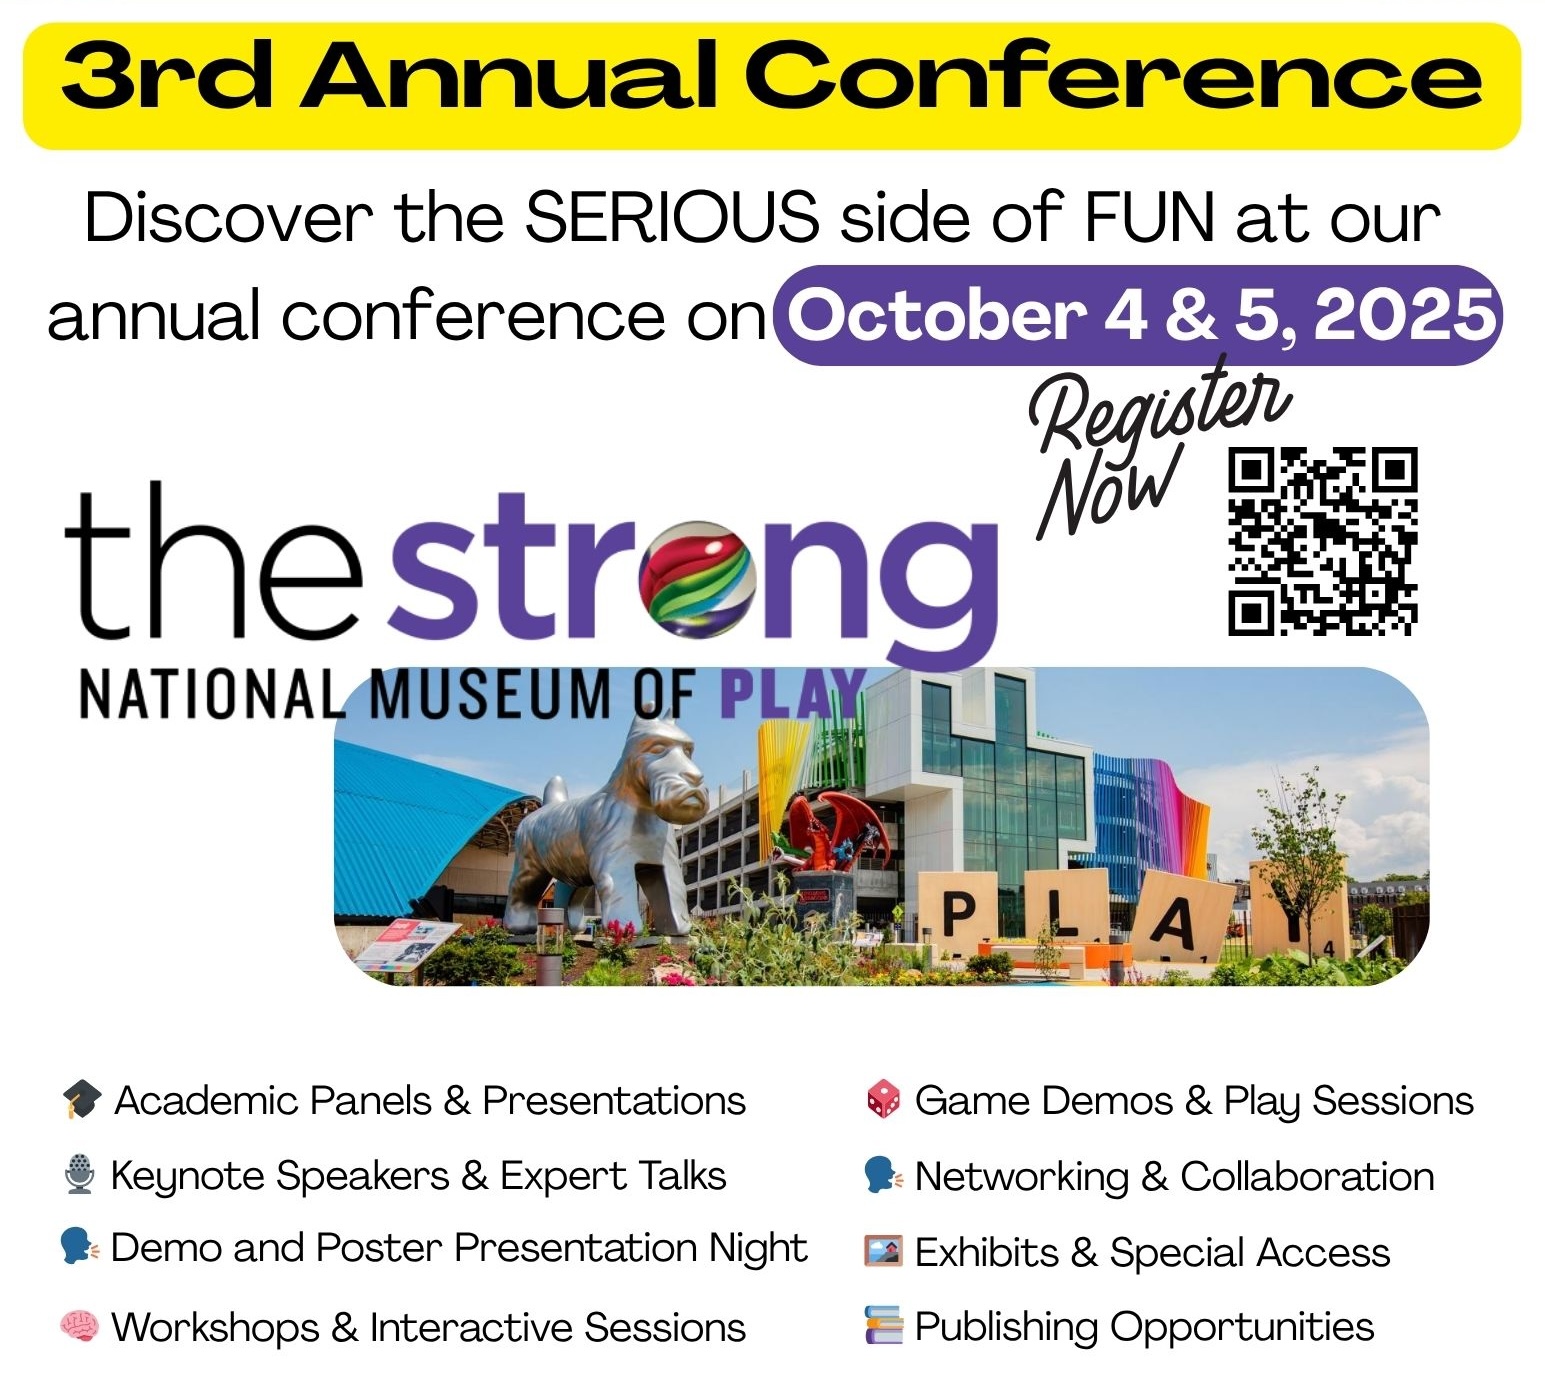 3rd Annual Conference
Discover the SERIOUS side of FUN at our
annual conference on October 4 & 5, 2025
Register
Now
the strong
NATIONAL MUSEUM OF PLAY
P L A Y
4
Academic Panels & Presentations
Keynote Speakers & Expert Talks
Demo and Poster Presentation Night
Workshops & Interactive Sessions
Game Demos & Play Sessions
Networking & Collaboration
Exhibits & Special Access
Publishing Opportunities